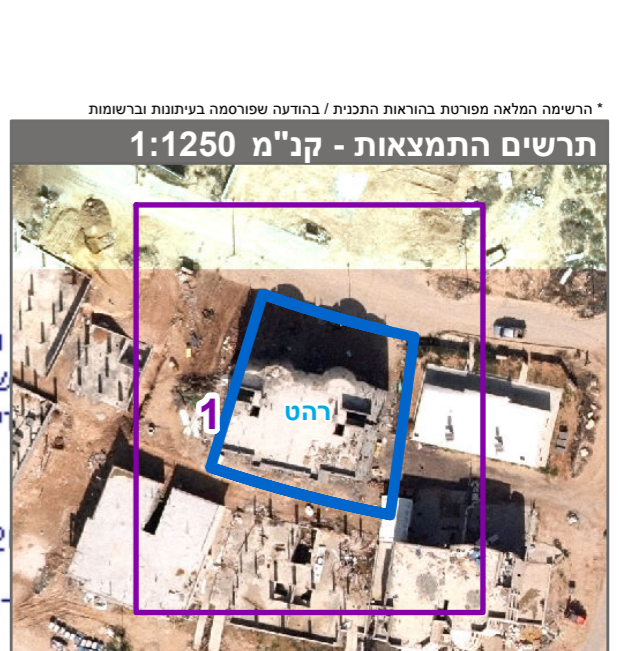 * הרשימה המלאה מפורטת בהוראות התכנית / בהודעה שפורסמה בעיתונות וברשומות
תרשים התמצאות - קנ"מ 1:1250
רהט
1